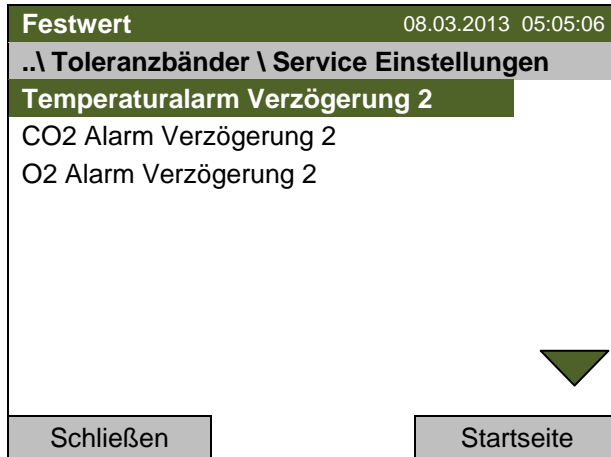 Festwert 08.03.2013 05:05:06
..\ Toleranzbänder \ Service Einstellungen
Temperaturalarm Verzögerung 2
CO2 Alarm Verzögerung 2
O2 Alarm Verzögerung 2
Schließen Startseite